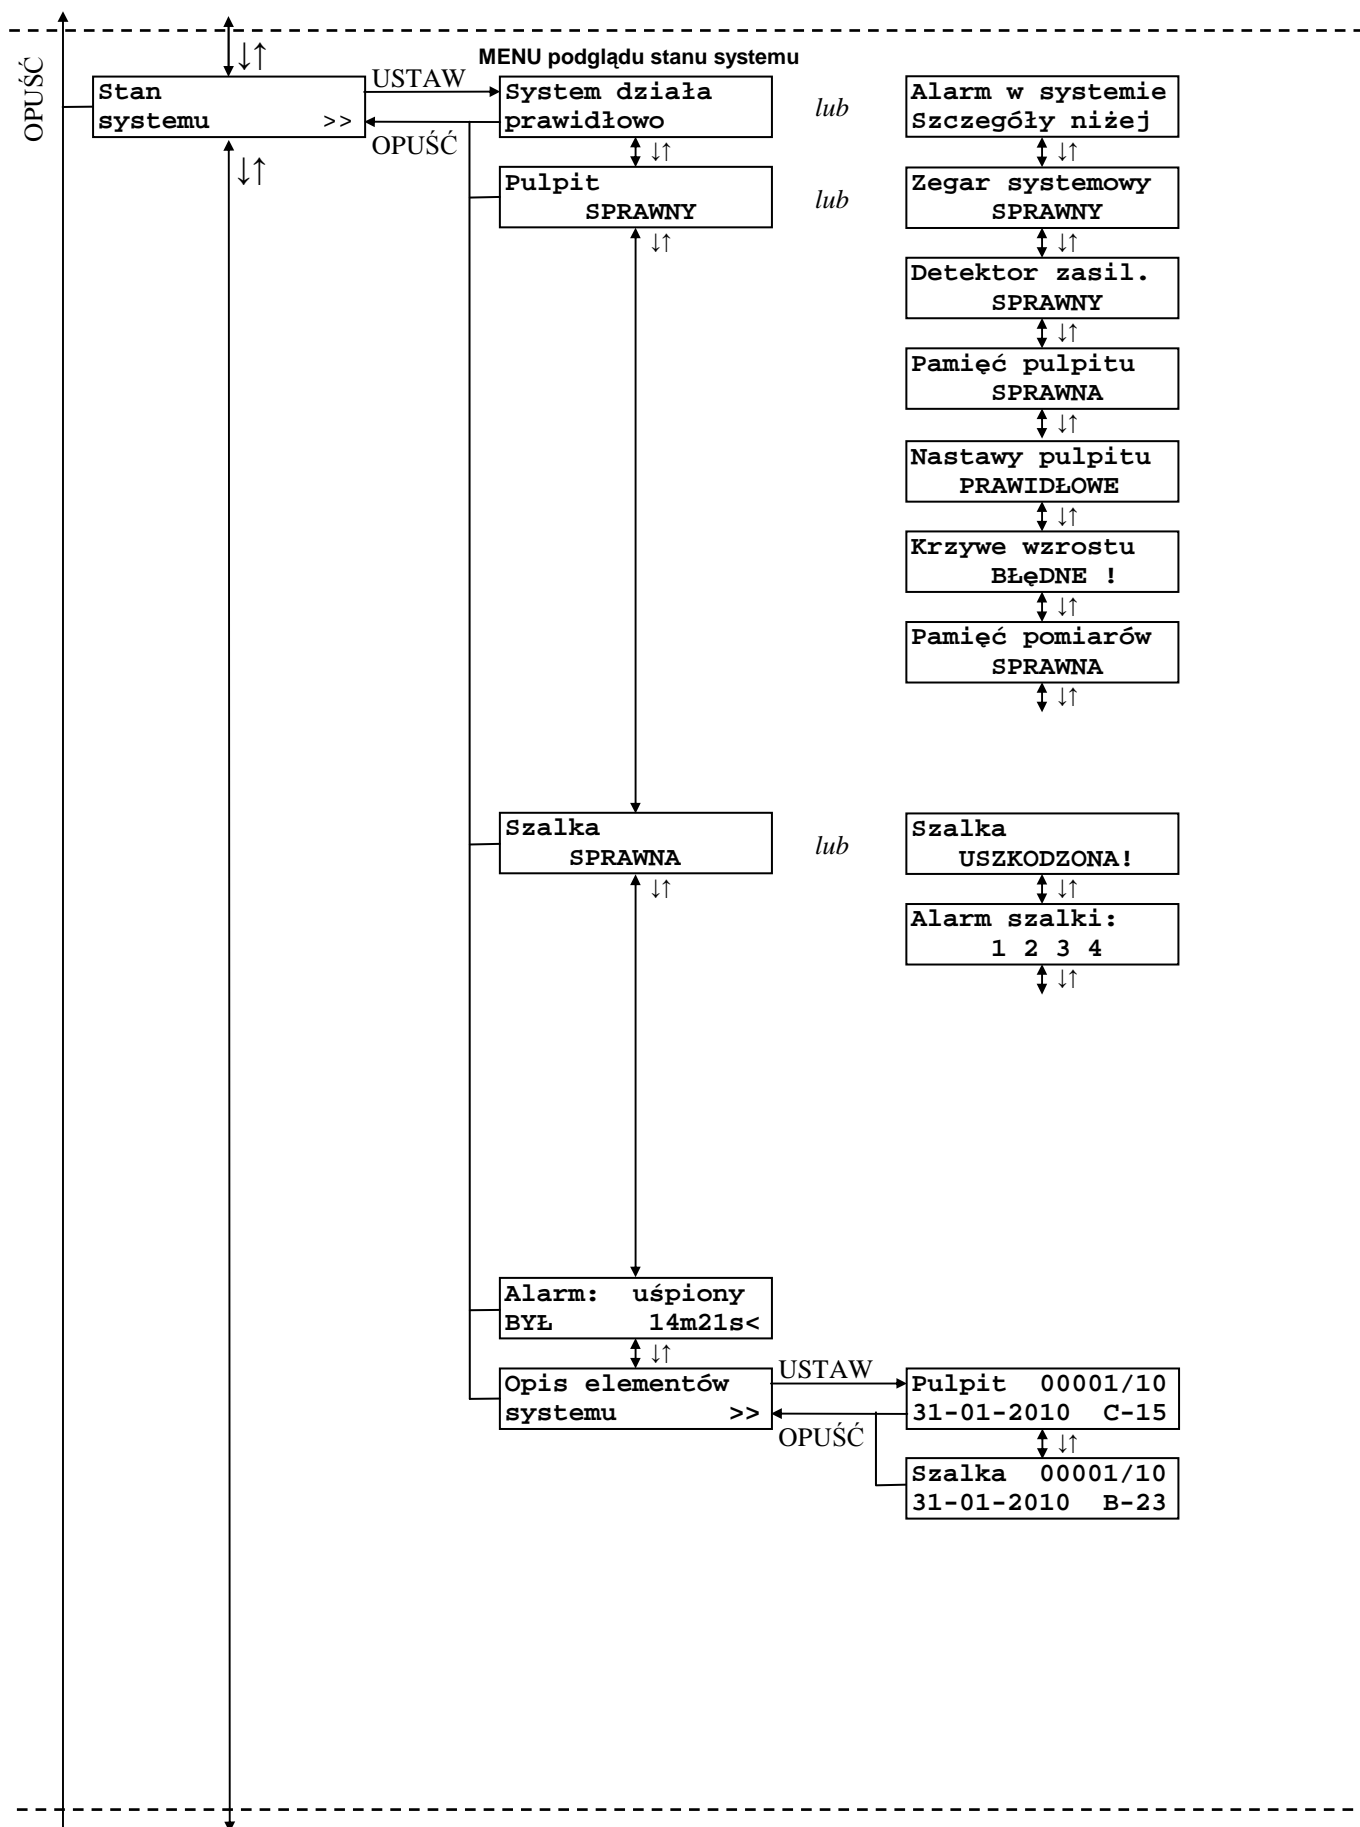 OPUŚĆ
↓↑
MENU podglądu stanu systemu
Stan
systemu >>
USTAW
OPUŚĆ
↓↑
System działa
prawidłowo
lub
Alarm w systemie
Szczegóły niżej
↓↑
↓↑
Pulpit
SPRAWNY
lub
Zegar systemowy
SPRAWNY
↓↑
↓↑
Detektor zasil.
SPRAWNY
↓↑
Pamięć pulpitu
SPRAWNA
↓↑
Nastawy pulpitu
PRAWIDŁOWE
↓↑
Krzywe wzrostu
BŁęDNE !
↓↑
Pamięć pomiarów
SPRAWNA
↓↑
Szalka
SPRAWNA
lub
Szalka
USZKODZONA!
↓↑
↓↑
Alarm szalki:
1 2 3 4
↓↑
Alarm: uśpiony
BYŁ 14m21s<
↓↑
Opis elementów
systemu >>
USTAW
OPUŚĆ
Pulpit 00001/10
31-01-2010 C-15
↓↑
Szalka 00001/10
31-01-2010 B-23